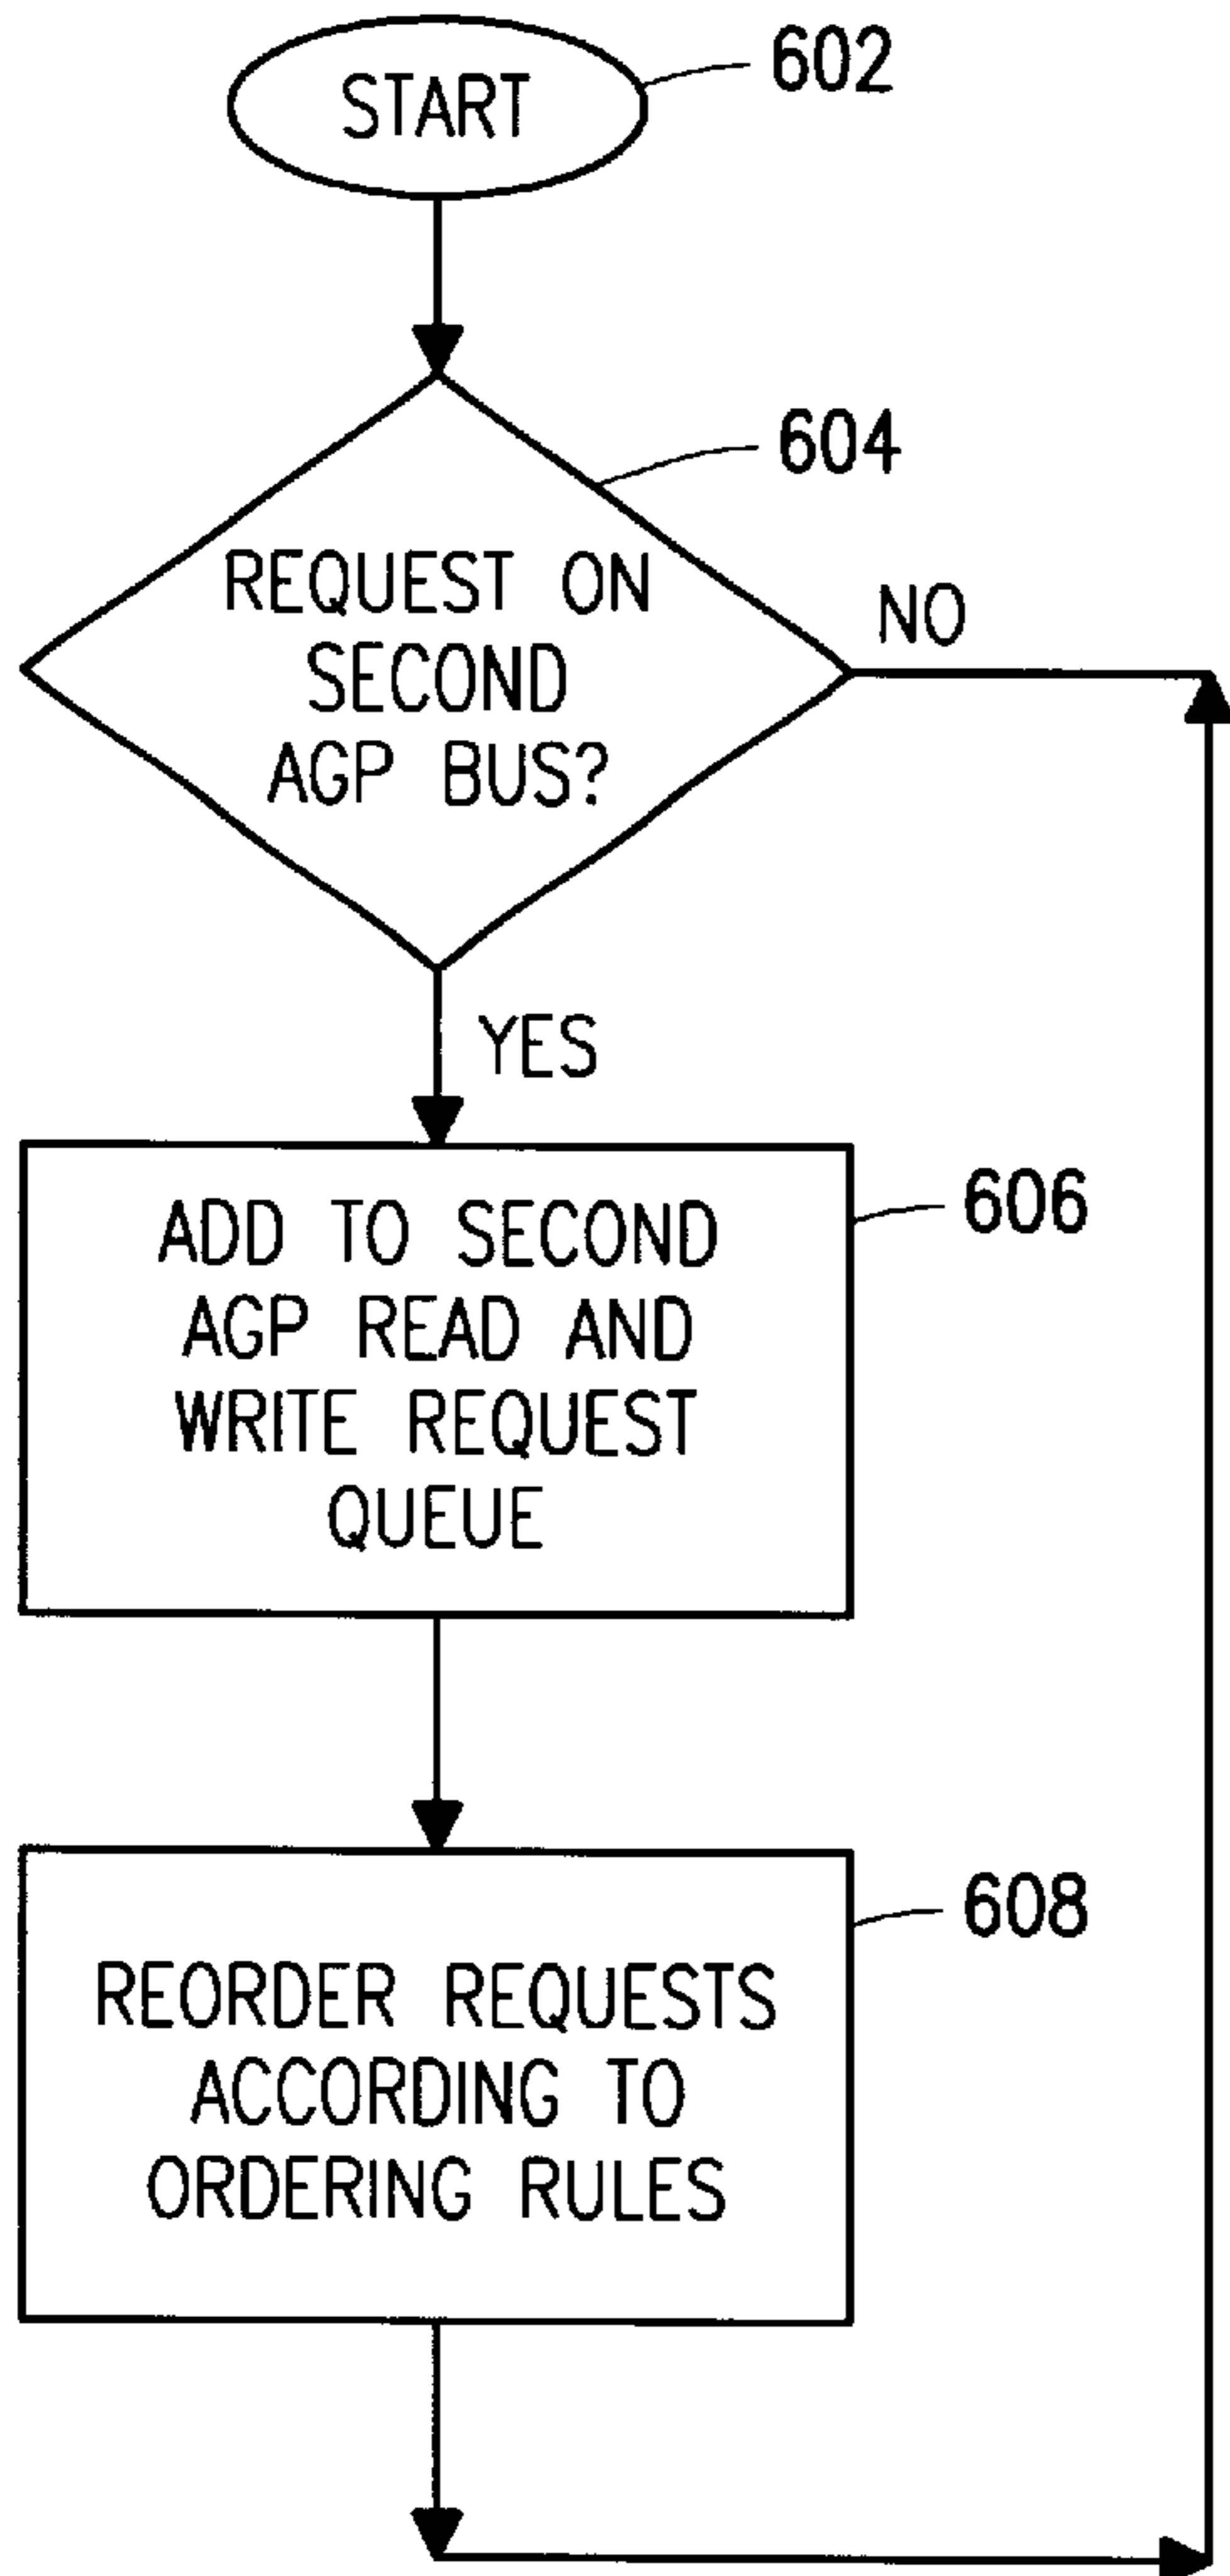 START
602
604
REQUEST ON
SECOND
AGP BUS?
NO
YES
ADD TO SECOND
AGP READ AND
WRITE REQUEST
QUEUE
606
REORDER REQUESTS
ACCORDING TO
ORDERING RULES
608